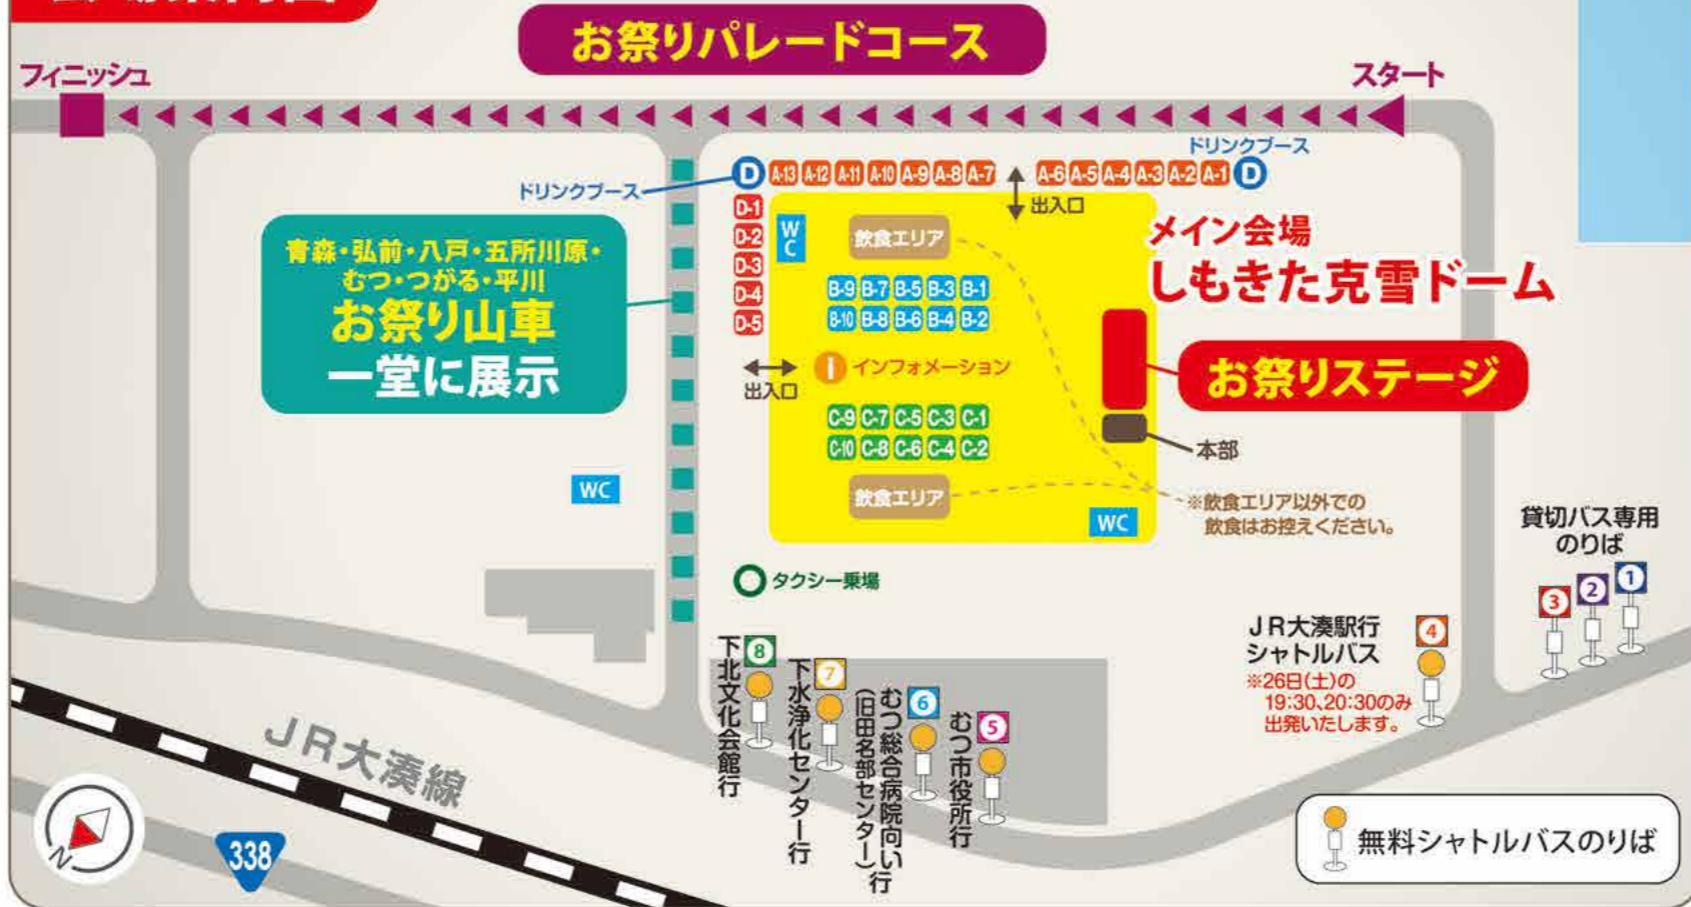 お祭りパレードコース
フィニッシュ
スタート
ドリンクブース
D A-13 A-12 A-11 A-10 A-9 A-8 A-7
A-6 A-5 A-4 A-3 A-2 A-1 D
ドリンクブース
出入口
D-1
D-2
D-3
D-4
D-5
WC
飲食エリア
メイン会場
しもきた克雪ドーム
青森・弘前・八戸・五所川原・
むつ・つがる・平川
お祭り山車
一堂に展示
B-9 B-7 B-5 B-3 B-1
B-10 B-8 B-6 B-4 B-2
出入口
i インフォメーション
お祭りステージ
C-9 C-7 C-5 C-3 C-1
C-10 C-8 C-6 C-4 C-2
本部
WC
飲食エリア
WC
※飲食エリア以外での
飲食はお控えください。
タクシー乗場
貸切バス専用
のりば
3 2 1
JR大湊駅行
シャトルバス
4
※26日(土)の
19:30、20:30のみ
出発いたします。
8
下北文化会館行
7
下水浄化センター行
6
むつ総合病院向い行
(旧田名部センター)
5
むつ市役所行
JR大湊線
N
338
無料シャトルバスのりば